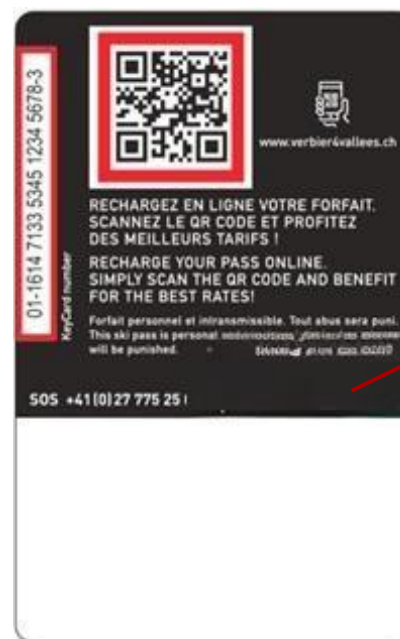 01-1614 7133 5345 1234 5678-3
KeyCard number
www.verbier4vallees.ch
RECHARGEZ EN LIGNE VOTRE FORFAIT.
SCANNEZ LE QR CODE ET PROFITEZ
DES MEILLEURS TARIFS !
RECHARGE YOUR PASS ONLINE.
SIMPLY SCAN THE QR CODE AND BENEFIT
FOR THE BEST RATES!
Forfait personnel et intransmissible. Tout abus sera puni.
This ski pass is personal
will be punished.
SOS +41 (0) 27 775 25